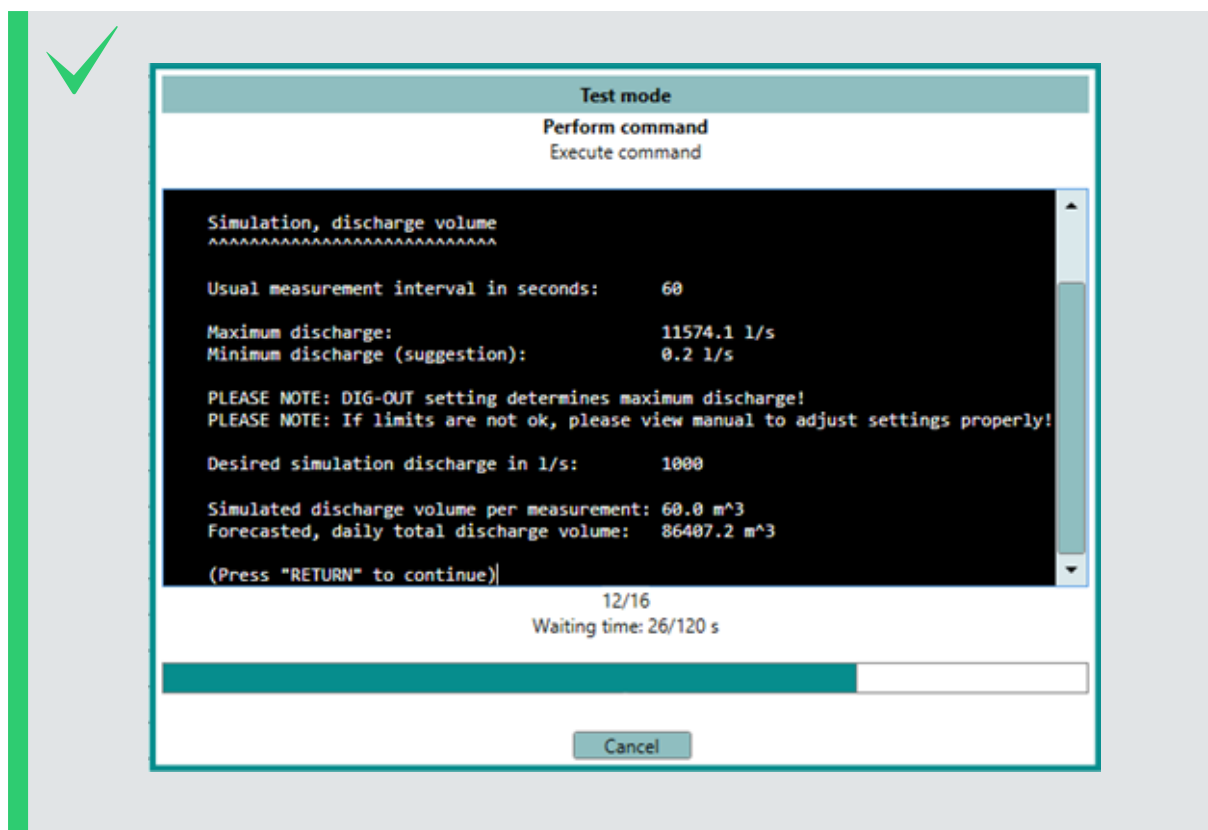 Test mode
Perform command
Execute command
Simulation, discharge volume
^^^^^^^^^^^^^^^^^^^^^^^^^^^^
Usual measurement interval in seconds: 60
Maximum discharge: 11574.1 l/s
Minimum discharge (suggestion): 0.2 l/s
PLEASE NOTE: DIG-OUT setting determines maximum discharge!
PLEASE NOTE: If limits are not ok, please view manual to adjust settings properly!
Desired simulation discharge in l/s: 1000
Simulated discharge volume per measurement: 60.0 m^3
Forecasted, daily total discharge volume: 86407.2 m^3
(Press "RETURN" to continue)
12/16
Waiting time: 26/120 s
Cancel